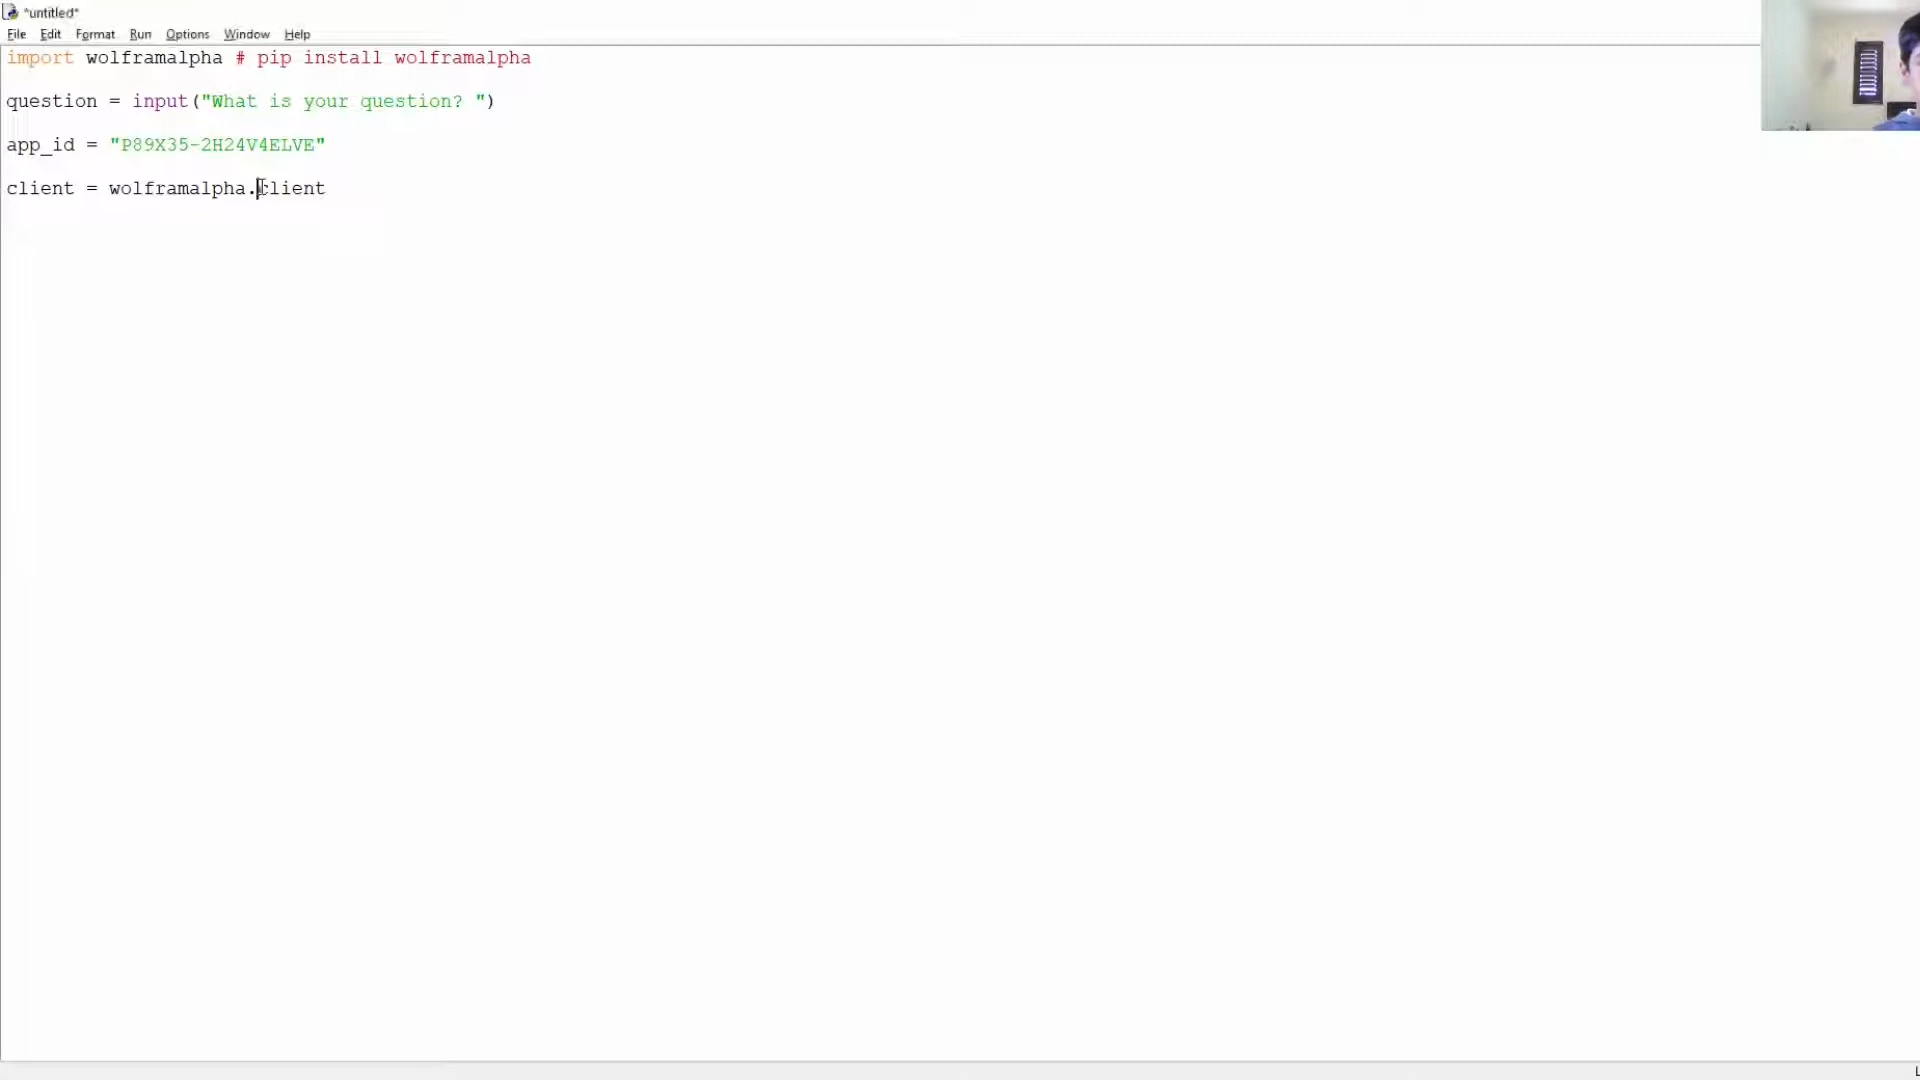 *untitled*
File Edit Format Run Options Window Help
import wolframalpha # pip install wolframalpha
question = input("What is your question? ")
app_id = "P89X35-2H24V4ELVE"
client = wolframalpha.client